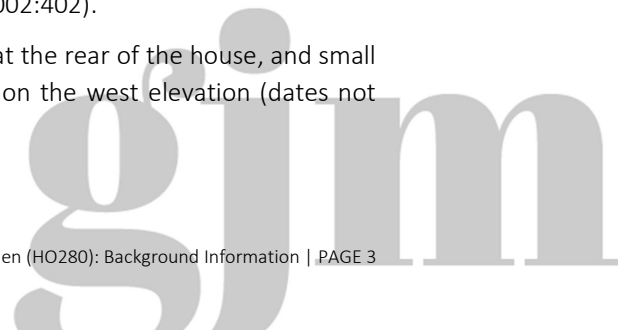 002:402).
at the rear of the house, and small
on the west elevation (dates not
en (HO280): Background Information | PAGE 3
gjm